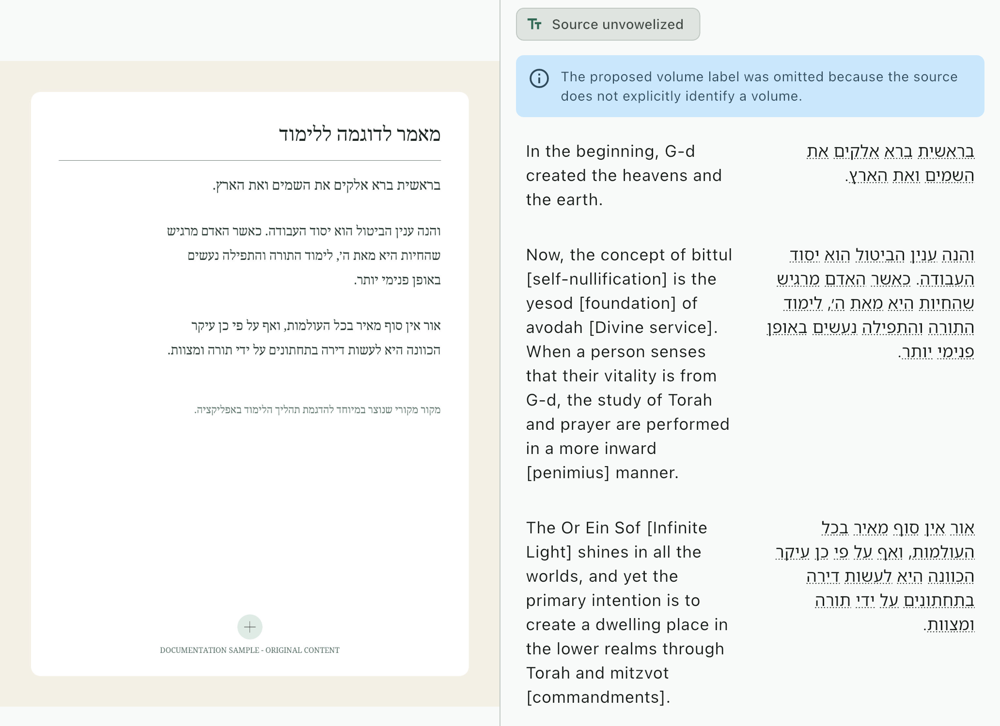 מאמר לדוגמה ללימוד
בראשית ברא אלקים את השמים ואת הארץ.
והנה ענין הביטול הוא יסוד העבודה. כאשר האדם מרגיש
שהחיות היא מאת ה׳, לימוד התורה והתפילה נעשים
באופן פנימי יותר.
אור אין סוף מאיר בכל העולמות, ואף על פי כן עיקר
הכוונה היא לעשות דירה בתחתונים על ידי תורה ומצוות.
מקור מקורי שנוצר במיוחד להדגמת תהליך הלימוד באפליקציה.
DOCUMENTATION SAMPLE - ORIGINAL CONTENT
Source unvowelized
The proposed volume label was omitted because the source
does not explicitly identify a volume.
In the beginning, G-d
created the heavens and
the earth.
בראשית ברא אלקים את
השמים ואת הארץ.
Now, the concept of bittul
[self-nullification] is the
yesod [foundation] of
avodah [Divine service].
When a person senses
that their vitality is from
G-d, the study of Torah
and prayer are performed
in a more inward
[penimius] manner.
והנה ענין הביטול הוא יסוד
העבודה. כאשר האדם מרגיש
שהחיות היא מאת ה׳, לימוד
התורה והתפילה נעשים באופן
פנימי יותר.
The Or Ein Sof [Infinite
Light] shines in all the
worlds, and yet the
primary intention is to
create a dwelling place in
the lower realms through
Torah and mitzvot
[commandments].
אור אין סוף מאיר בכל
העולמות, ואף על פי כן עיקר
הכוונה היא לעשות דירה
בתחתונים על ידי תורה
ומצוות.